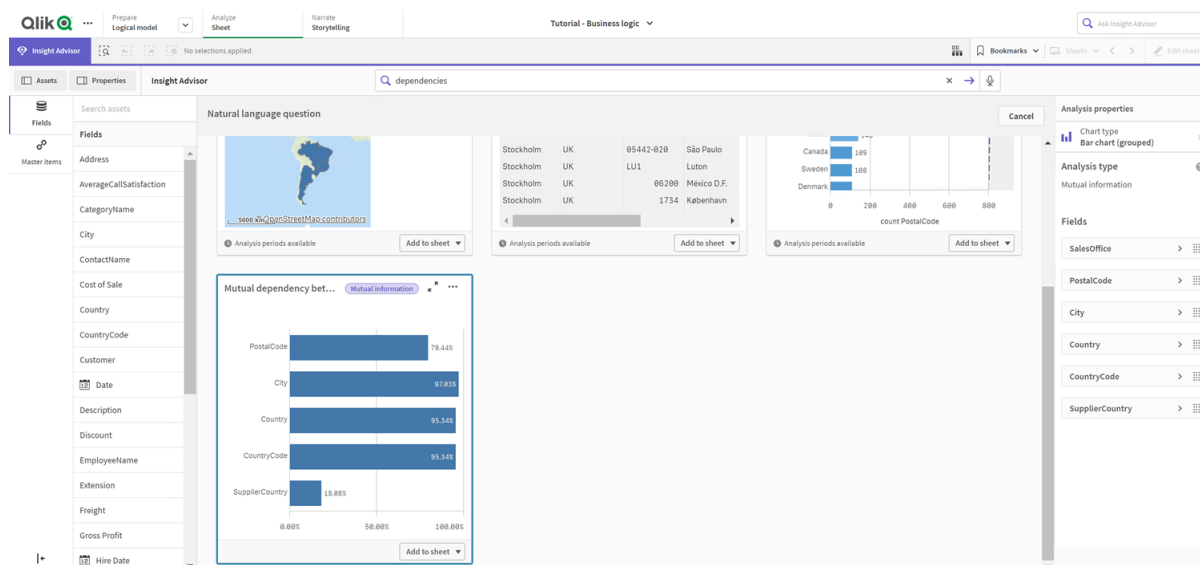 Qlik
Prepare
Logical model
Analyze
Sheet
Narrate
Storytelling
Tutorial - Business logic
Ask Insight Advisor
Insight Advisor
No selections applied
Bookmarks
Sheets
Edit sheet
Assets
Properties
Insight Advisor
dependencies
Fields
Master items
Search assets
Fields
Address
AverageCallSatisfaction
CategoryName
City
ContactName
Cost of Sale
Country
CountryCode
Customer
Date
Description
Discount
EmployeeName
Extension
Freight
Gross Profit
Hire Date
Natural language question
Cancel
5000 km
OpenStreetMap contributors
Analysis periods available
Add to sheet
Stockholm UK 05442-020 São Paulo
Stockholm UK LU1 Luton
Stockholm UK 06200 México D.F.
Stockholm UK 1734 København
Analysis periods available
Add to sheet
Canada 109
Sweden 108
Denmark
0 200 400 600 800
count PostalCode
Analysis periods available
Add to sheet
Mutual dependency bet...
Mutual information
PostalCode 79.44%
City 97.03%
Country 95.34%
CountryCode 95.34%
SupplierCountry 18.08%
0.00% 50.00% 100.00%
Add to sheet
Analysis properties
Chart type
Bar chart (grouped)
Analysis type
Mutual information
Fields
SalesOffice
PostalCode
City
Country
CountryCode
SupplierCountry